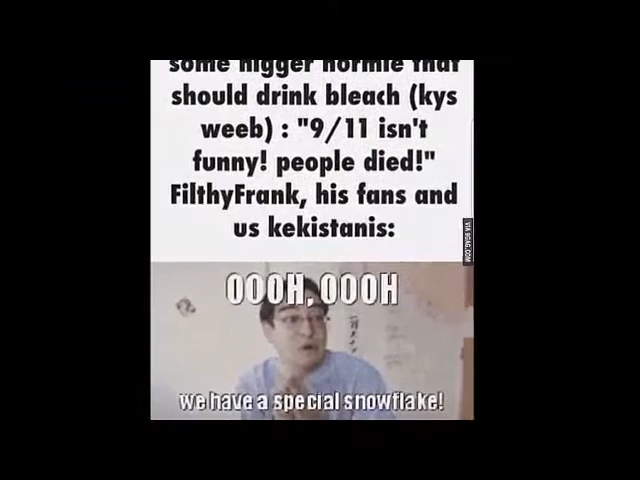 some nigger normie that
should drink bleach (kys
weeb) : "9/11 isn't
funny! people died!"
FilthyFrank, his fans and
us kekistanis:
VIA 9GAG.COM
OOOH, OOOH
we have a special snowflake!